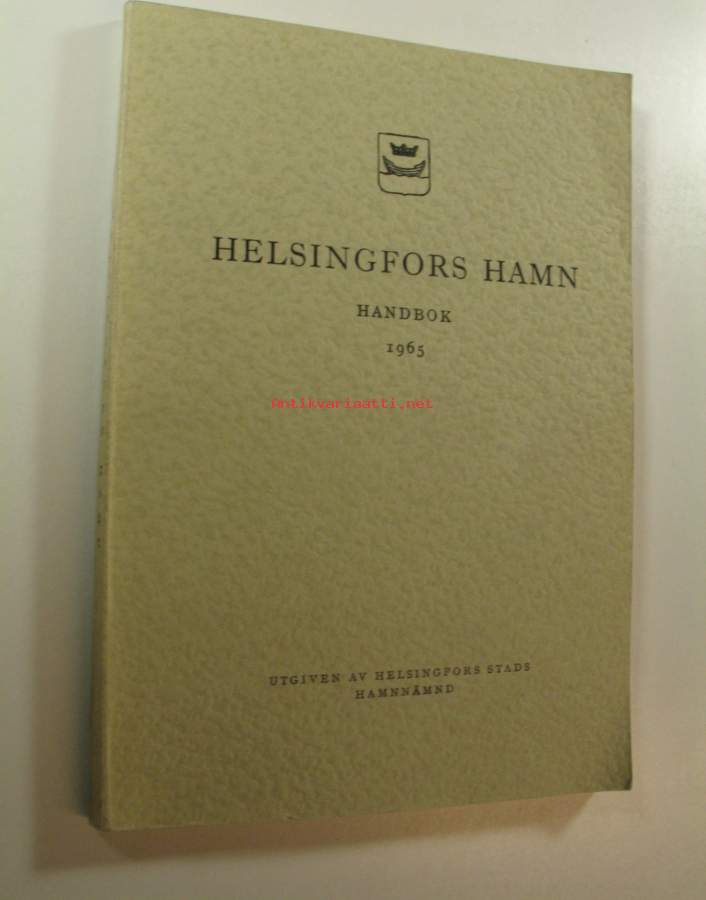 HELSINGFORS HAMN
HANDBOK
1965
Antikvariaatti.net
UTGIVEN AV HELSINGFORS STADS
HAMNNÄMND